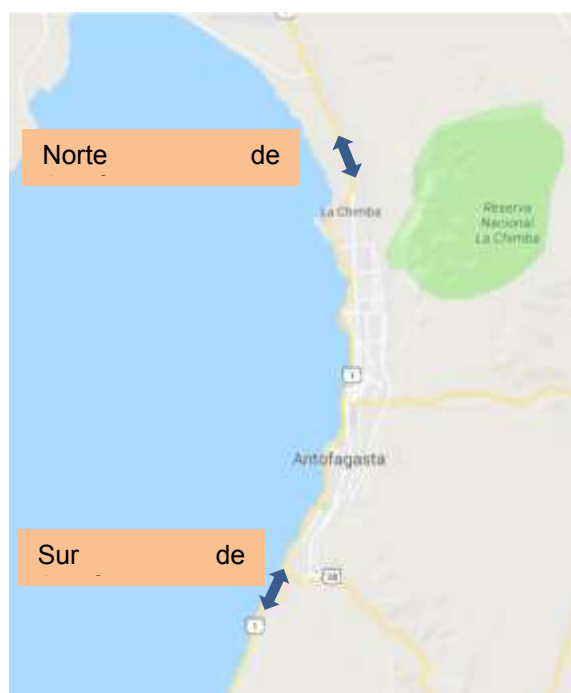 Norte de
La Chimba
Reserva
Nacional
La Chimba
1
Antofagasta
Sur de
28
1